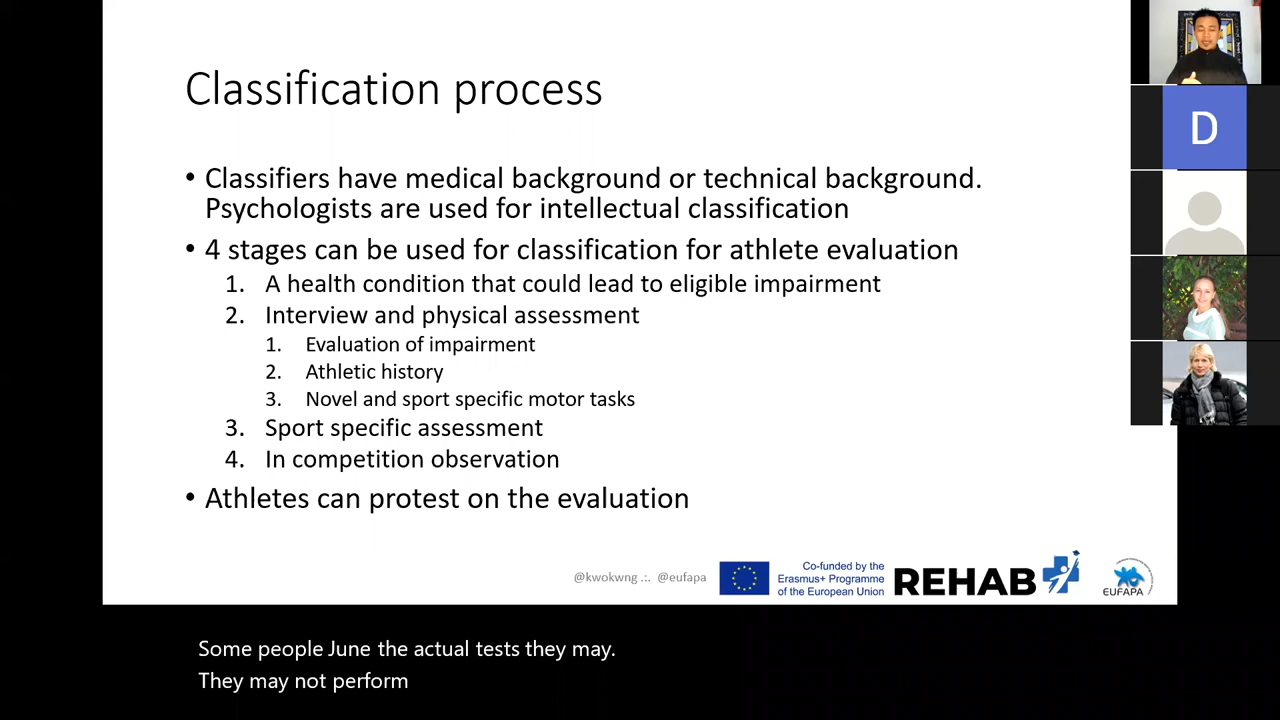 Classification process
• Classifiers have medical background or technical background.
Psychologists are used for intellectual classification
• 4 stages can be used for classification for athlete evaluation
1. A health condition that could lead to eligible impairment
2. Interview and physical assessment
1. Evaluation of impairment
2. Athletic history
3. Novel and sport specific motor tasks
3. Sport specific assessment
4. In competition observation
• Athletes can protest on the evaluation
@kwokwng .:. @eufapa
Co-funded by the
Erasmus+ Programme
of the European Union
REHAB
EUFAPA
D
Some people June the actual tests they may.
They may not perform